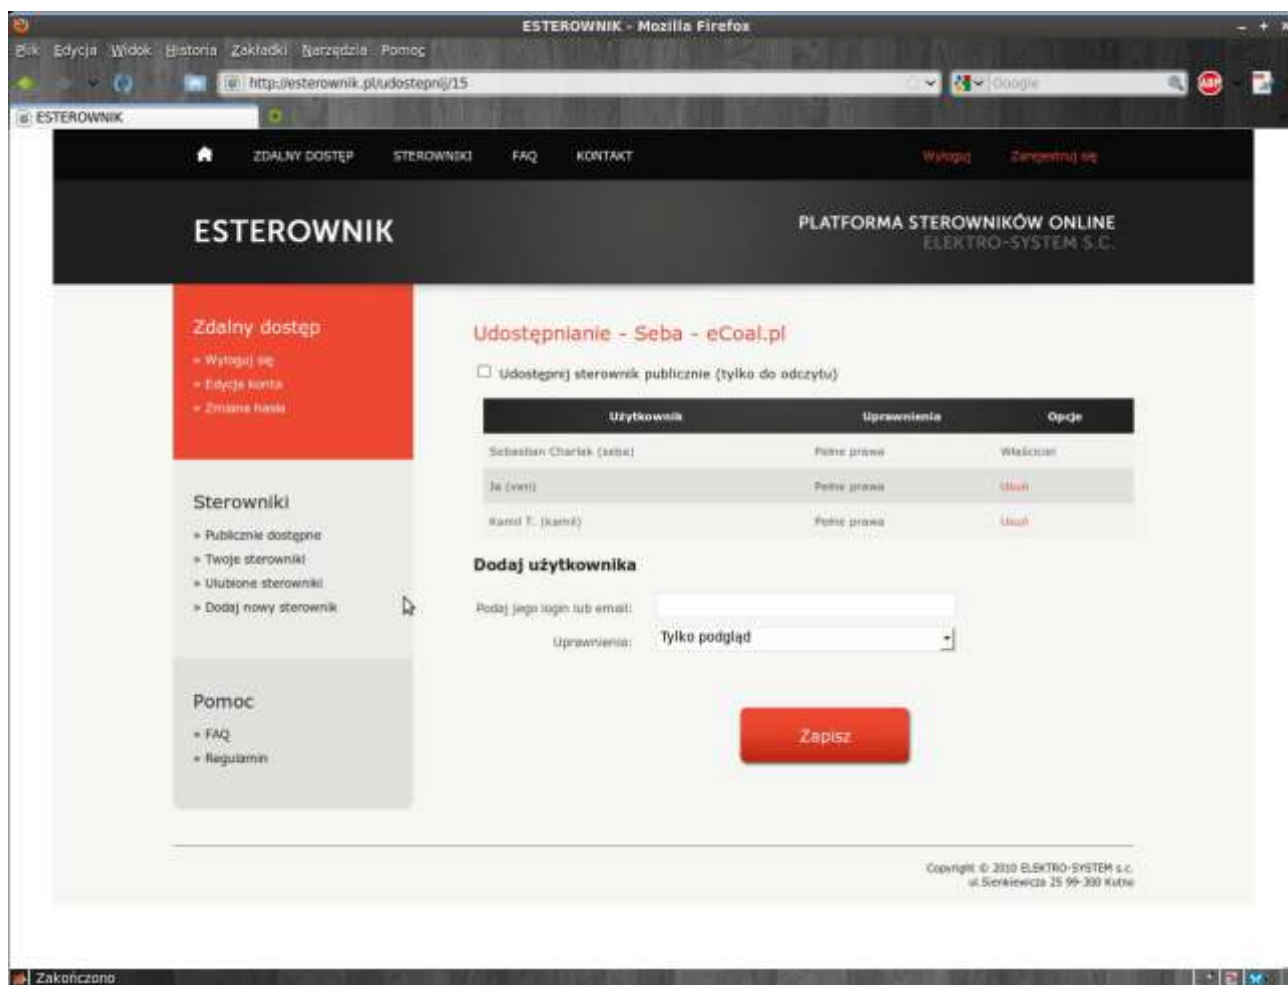 ESTEROWNIK - Mozilla Firefox
Plik Edycja Widok Historia Zakładki Narzędzia Pomoc
http://esterownik.pl/udostepnij/15 Google ABP
ESTEROWNIK
ZDALNY DOSTĘP STEROWNIKI FAQ KONTAKT Wyloguj Zarejestruj się
ESTEROWNIK
PLATFORMA STEROWNIKÓW ONLINE
ELEKTRO-SYSTEM S.C.
Zdalny dostęp
» Wyloguj się
» Edycja konta
» Zmiana hasła
Sterowniki
» Publicznie dostępne
» Twoje sterowniki
» Ulubione sterowniki
» Dodaj nowy sterownik
Pomoc
» FAQ
» Regulamin
Udostępnianie - Seba - eCoal.pl
Udostępnij sterownik publicznie (tylko do odczytu)
Użytkownik Uprawnienia Opcje
Sebastian (seba) Pełne prawa Właściciel
Ja Pełne prawa Usuń
Kamil T. (kamil) Pełne prawa Usuń
Dodaj użytkownika
Podaj jego login lub email:
Uprawnienia: Tylko podgląd
Zapisz
Copyright © 2010 ELEKTRO-SYSTEM s.c.
ul.Sienkiewicza 25 99-300 Kutno
Zakończono